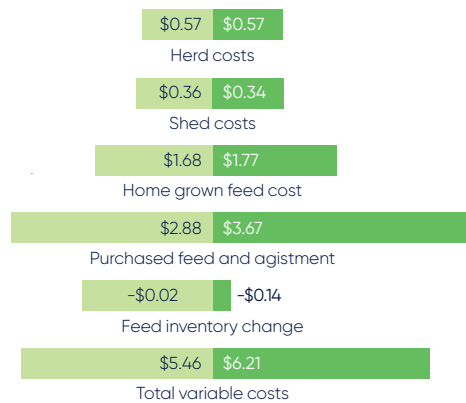 $0.57 $0.57
Herd costs
$0.36 $0.34
Shed costs
$1.68 $1.77
Home grown feed cost
$2.88 $3.67
Purchased feed and agistment
-$0.02 -$0.14
Feed inventory change
$5.46 $6.21
Total variable costs